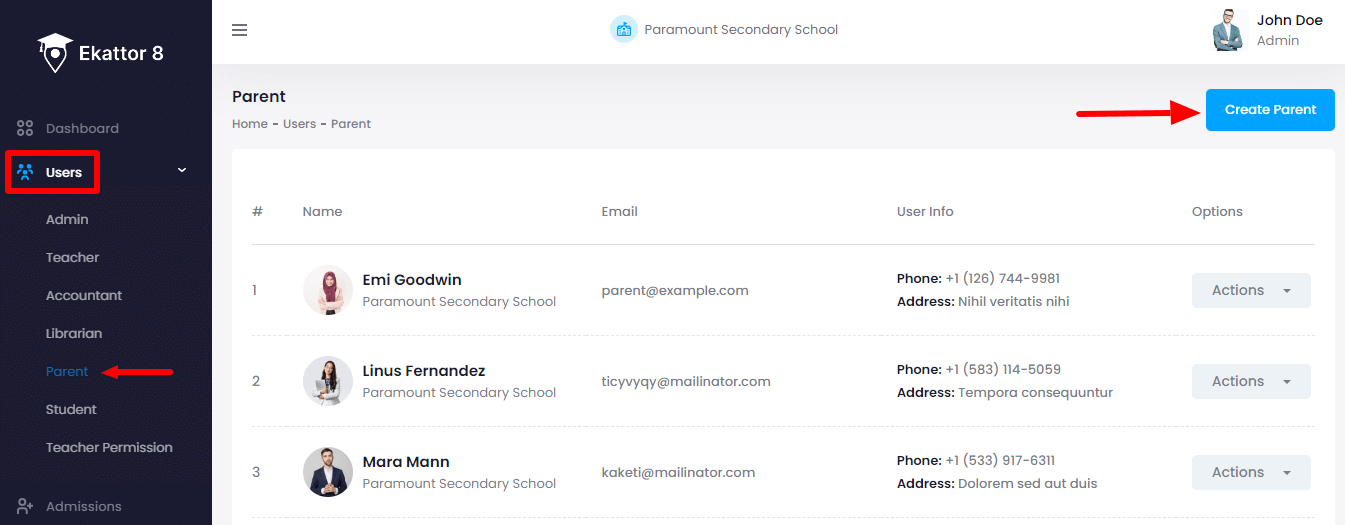 Ekattor 8
Paramount Secondary School
John Doe
Admin
Dashboard
Users
Admin
Teacher
Accountant
Librarian
Parent
Student
Teacher Permission
Admissions
Parent
Home - Users - Parent
Create Parent
# Name Email User Info Options
1 Emi Goodwin parent@example.com Phone: +1 (126) 744-9981 Actions
Paramount Secondary School Address: Nihil veritatis nihi
2 Linus Fernandez ticyvyqy@mailinator.com Phone: +1 (583) 114-5059 Actions
Paramount Secondary School Address: Tempora consequuntur
3 Mara Mann kaketi@mailinator.com Phone: +1 (533) 917-6311 Actions
Paramount Secondary School Address: Dolorem sed aut duis